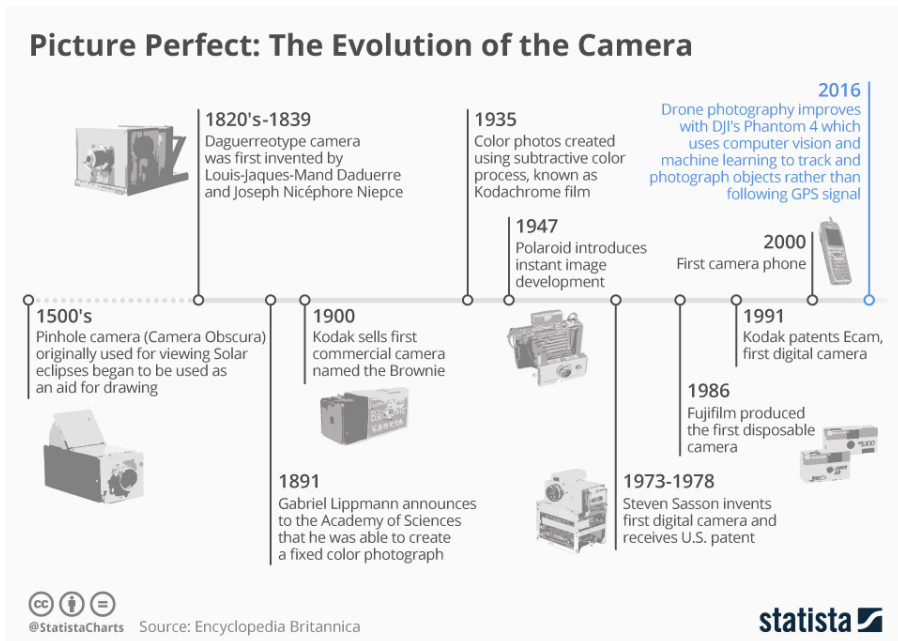 Picture Perfect: The Evolution of the Camera
1500's
Pinhole camera (Camera Obscura)
originally used for viewing Solar
eclipses began to be used as
an aid for drawing
1820's-1839
Daguerreotype camera
was first invented by
Louis-Jaques-Mand Daduerre
and Joseph Nicéphore Niepce
1891
Gabriel Lippmann announces
to the Academy of Sciences
that he was able to create
a fixed color photograph
1900
Kodak sells first
commercial camera
named the Brownie
1935
Color photos created
using subtractive color
process, known as
Kodachrome film
1947
Polaroid introduces
instant image
development
1973-1978
Steven Sasson invents
first digital camera and
receives U.S. patent
1986
Fujifilm produced
the first disposable
camera
1991
Kodak patents Ecam,
first digital camera
2000
First camera phone
2016
Drone photography improves
with DJI's Phantom 4 which
uses computer vision and
machine learning to track and
photograph objects rather than
following GPS signal
cc
@StatistaCharts
Source: Encyclopedia Britannica
statista